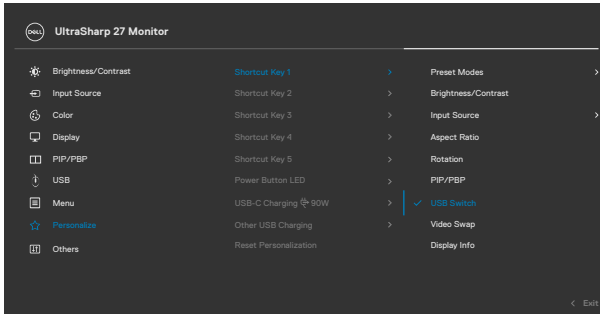 DELL UltraSharp 27 Monitor
Brightness/Contrast
Input Source
Color
Display
PIP/PBP
USB
Menu
Personalize
Others
Shortcut Key 1
Shortcut Key 2
Shortcut Key 3
Shortcut Key 4
Shortcut Key 5
Power Button LED
USB-C Charging 90W
Other USB Charging
Reset Personalization
Preset Modes
Brightness/Contrast
Input Source
Aspect Ratio
Rotation
PIP/PBP
USB Switch
Video Swap
Display Info
Exit